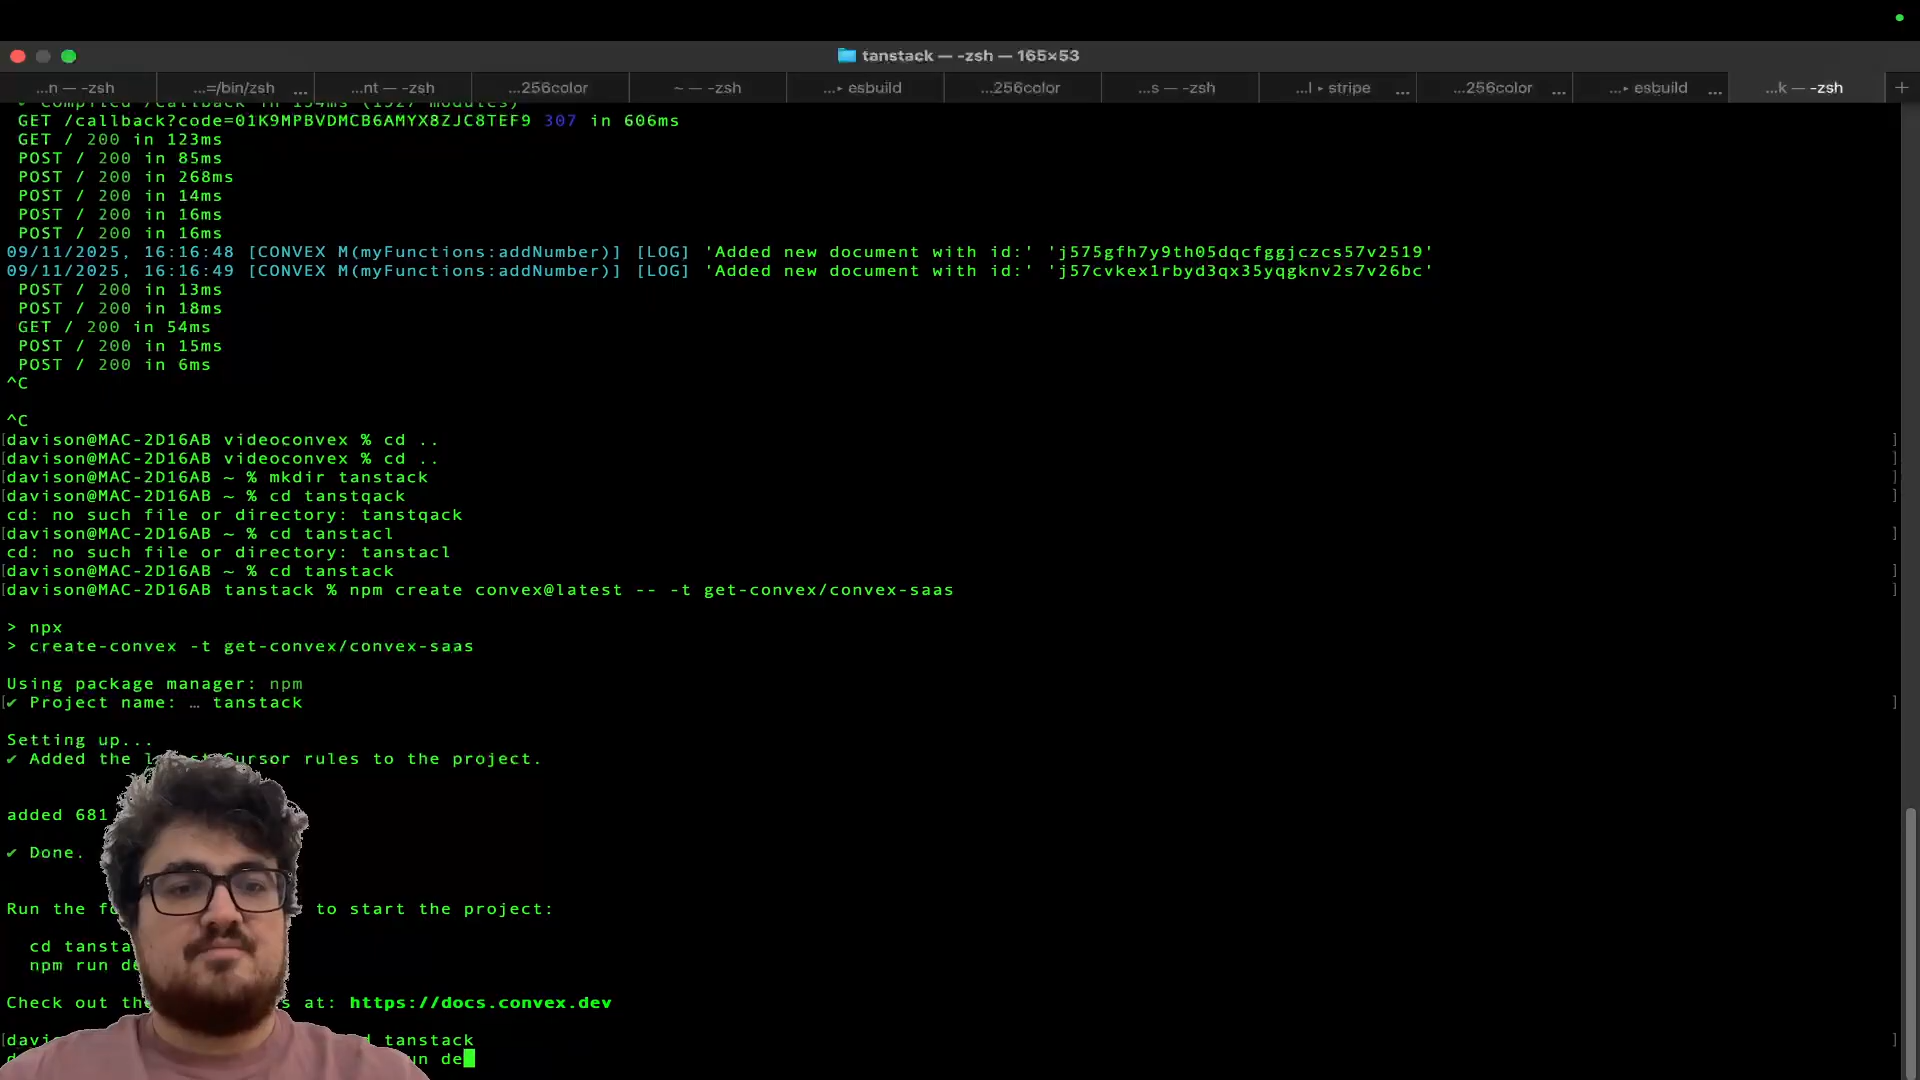 tanstack — -zsh — 165×53
...n — -zsh
...=/bin/zsh ...
...nt — -zsh
...256color
~ — -zsh
...▸ esbuild
...256color
...s — -zsh
...l ▸ stripe ...
...256color ...
...▸ esbuild ...
...k — -zsh
+
✔ Compiled /callback in 154ms (1527 modules)
GET /callback?code=01K9MPBVDMCB6AMYX8ZJC8TEF9 307 in 606ms
GET / 200 in 123ms
POST / 200 in 85ms
POST / 200 in 268ms
POST / 200 in 14ms
POST / 200 in 16ms
POST / 200 in 16ms
09/11/2025, 16:16:48 [CONVEX M(myFunctions:addNumber)] [LOG] 'Added new document with id:' 'j575gfh7y9th05dqcfggjczcs57v2519'
09/11/2025, 16:16:49 [CONVEX M(myFunctions:addNumber)] [LOG] 'Added new document with id:' 'j57cvkex1rbyd3qx35yqgknv2s7v26bc'
POST / 200 in 13ms
POST / 200 in 18ms
GET / 200 in 54ms
POST / 200 in 15ms
POST / 200 in 6ms
^C
^C
[davison@MAC-2D16AB videoconvex % cd .. ]
[davison@MAC-2D16AB videoconvex % cd .. ]
[davison@MAC-2D16AB ~ % mkdir tanstack ]
[davison@MAC-2D16AB ~ % cd tanstqack ]
cd: no such file or directory: tanstqack
[davison@MAC-2D16AB ~ % cd tanstacl ]
cd: no such file or directory: tanstacl
[davison@MAC-2D16AB ~ % cd tanstack ]
[davison@MAC-2D16AB tanstack % npm create convex@latest -- -t get-convex/convex-saas ]
> npx
> create-convex -t get-convex/convex-saas
Using package manager: npm
[✔ Project name: … tanstack ]
Setting up...
✔ Added the latest Cursor rules to the project.
added 681
✔ Done.
Run the fo to start the project:
cd tansta
npm run de
Check out the s at: https://docs.convex.dev
[davi d tanstack ]
d un de